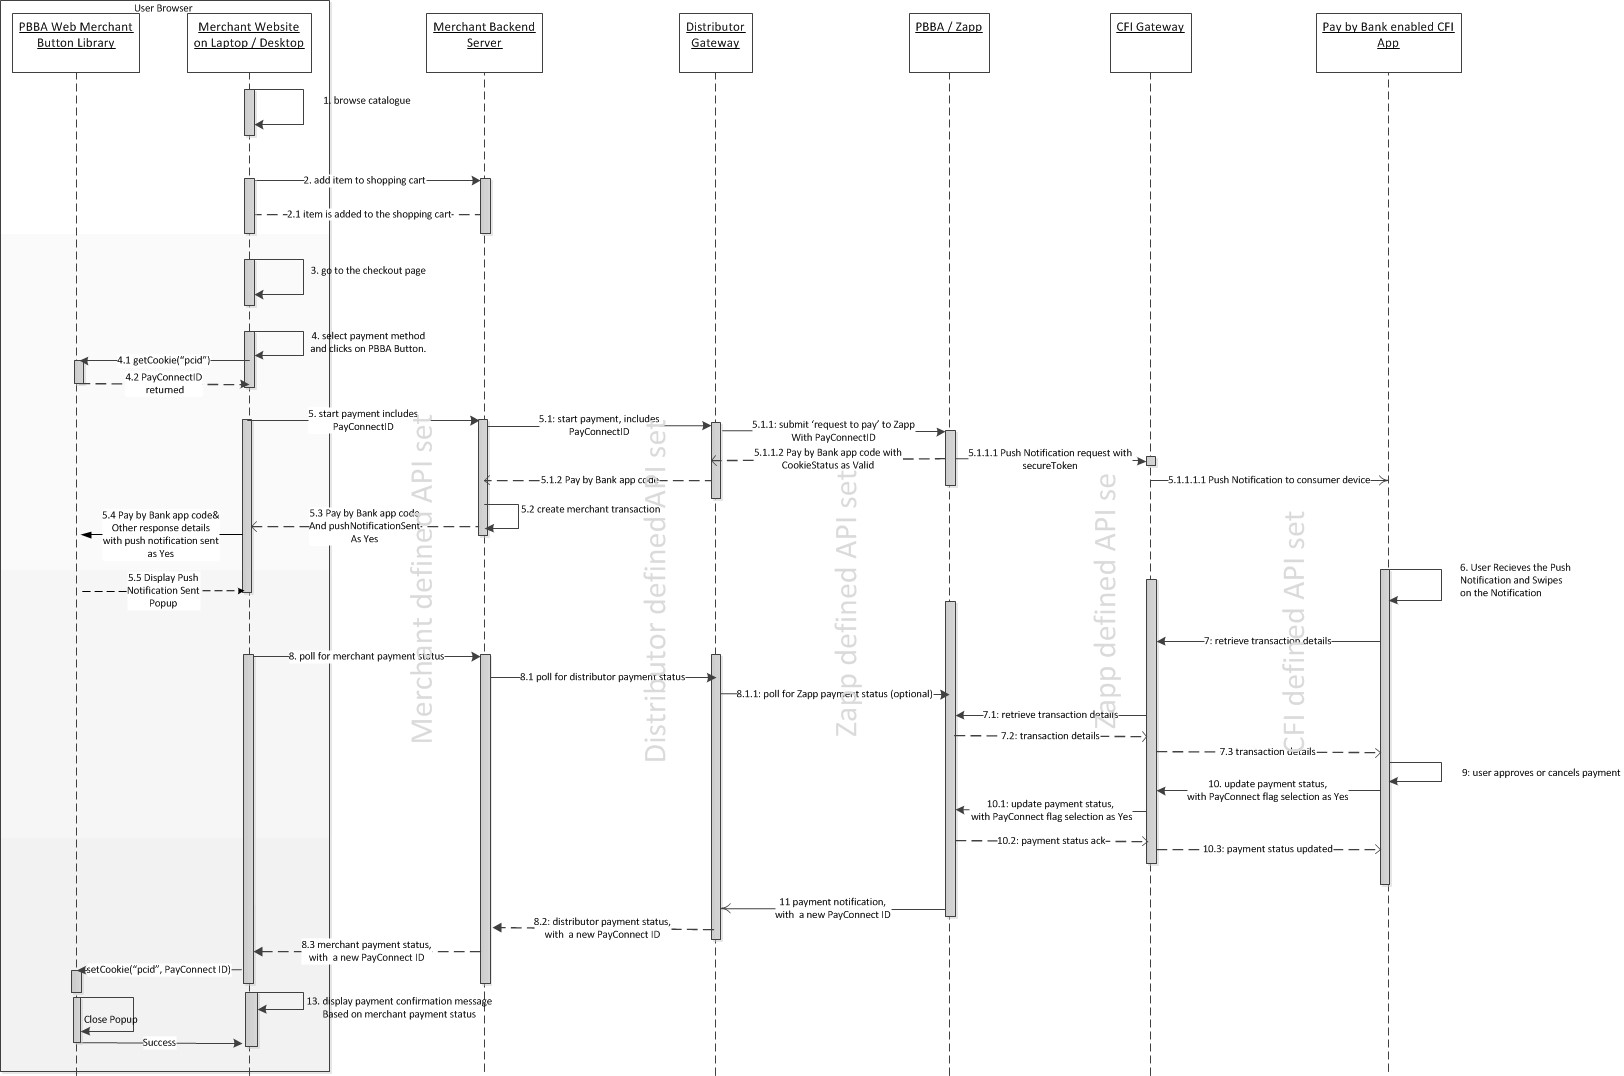 User Browser
PBBA Web Merchant
Button Library
Merchant Website
on Laptop / Desktop
Merchant Backend
Server
Distributor
Gateway
PBBA / Zapp
CFI Gateway
Pay by Bank enabled CFI
App
1. browse catalogue
2. add item to shopping cart
2.1 item is added to the shopping cart
3. go to the checkout page
4. select payment method
and clicks on PBBA Button.
4.1 getCookie(“pcid”)
4.2 PayConnectID
returned
5. start payment includes
PayConnectID
5.1: start payment, includes
PayConnectID
5.1.1: submit ‘request to pay’ to Zapp
With PayConnectID
5.1.1.2 Pay by Bank app code with
CookieStatus as Valid
5.1.1.1 Push Notification request with
secureToken
5.1.2 Pay by Bank app code
5.1.1.1.1 Push Notification to consumer device
5.2 create merchant transaction
5.3 Pay by Bank app code
And pushNotificationSent
As Yes
5.4 Pay by Bank app code&
Other response details
with push notification sent
as Yes
5.5 Display Push
Notification Sent
Popup
6. User Recieves the Push
Notification and Swipes
on the Notification
Merchant defined API set
Distributor defined API set
Zapp defined API set
Zapp defined API se
CFI defined API set
7: retrieve transaction details
8. poll for merchant payment status
8.1 poll for distributor payment status
8.1.1: poll for Zapp payment status (optional)
7.1: retrieve transaction details
7.2: transaction details
7.3 transaction details
9: user approves or cancels payment
10. update payment status,
with PayConnect flag selection as Yes
10.1: update payment status,
with PayConnect flag selection as Yes
10.2: payment status ack
10.3: payment status updated
11 payment notification,
with a new PayConnect ID
8.2: distributor payment status,
with a new PayConnect ID
8.3 merchant payment status,
with a new PayConnect ID
setCookie(“pcid”, PayConnect ID)
13. display payment confirmation message
Based on merchant payment status
Close Popup
Success